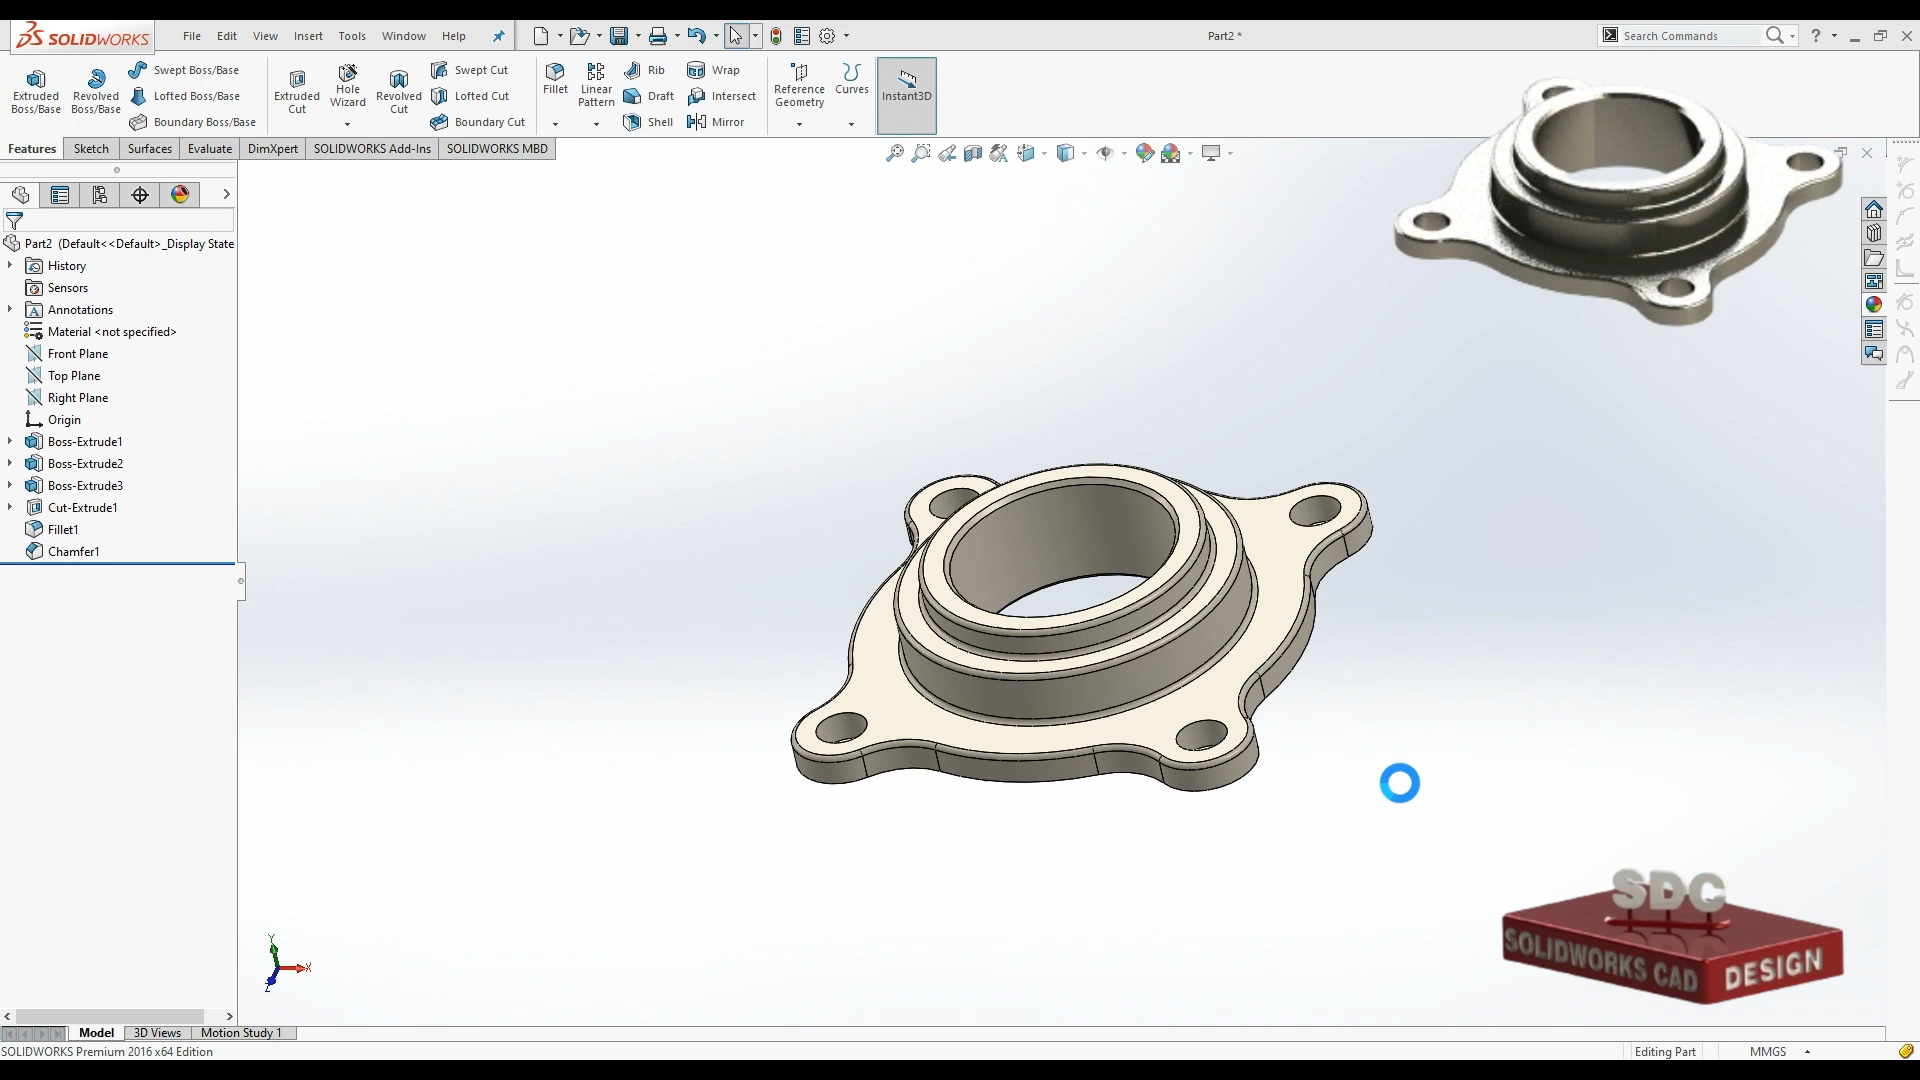 SOLIDWORKS File Edit View Insert Tools Window Help Part2 * Search Commands ?
Extruded Boss/Base Revolved Boss/Base Swept Boss/Base Extruded Cut Hole Wizard Revolved Cut Swept Cut Fillet Linear Pattern Rib Wrap Reference Geometry Curves Instant3D
Lofted Boss/Base Lofted Cut Draft Intersect
Boundary Boss/Base Boundary Cut Shell Mirror
Features Sketch Surfaces Evaluate DimXpert SOLIDWORKS Add-Ins SOLIDWORKS MBD
Part2 (Default<<Default>_Display State
History
Sensors
A Annotations
Material <not specified>
Front Plane
Top Plane
Right Plane
Origin
Boss-Extrude1
Boss-Extrude2
Boss-Extrude3
Cut-Extrude1
Fillet1
Chamfer1
Y
X
Z
SDC
SOLIDWORKS CAD DESIGN
Model 3D Views Motion Study 1
SOLIDWORKS Premium 2016 x64 Edition Editing Part MMGS